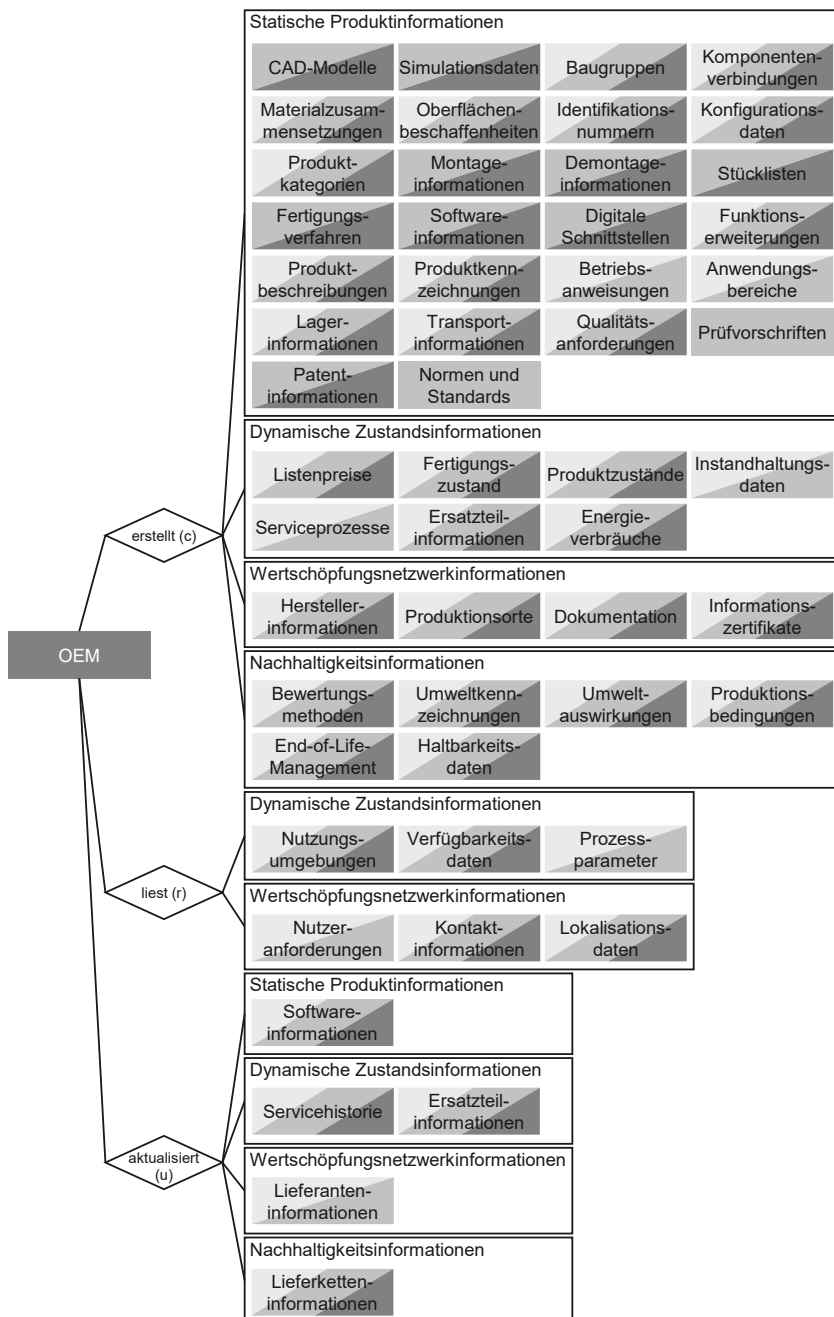 Statische Produktinformationen
CAD-Modelle
Simulationsdaten
Baugruppen
Komponenten-
verbindungen
Materialzusam-
mensetzungen
Oberflächen-
beschaffenheiten
Identifikations-
nummern
Konfigurations-
daten
Produkt-
kategorien
Montage-
informationen
Demontage-
informationen
Stücklisten
Fertigungs-
verfahren
Software-
informationen
Digitale
Schnittstellen
Funktions-
erweiterungen
Produkt-
beschreibungen
Produktkenn-
zeichnungen
Betriebs-
anweisungen
Anwendungs-
bereiche
Lager-
informationen
Transport-
informationen
Qualitäts-
anforderungen
Prüfvorschriften
Patent-
informationen
Normen und
Standards
Dynamische Zustandsinformationen
Listenpreise
Fertigungs-
zustand
Produktzustände
Instandhaltungs-
daten
Serviceprozesse
Ersatzteil-
informationen
Energie-
verbräuche
erstellt (c)
Wertschöpfungsnetzwerkinformationen
Hersteller-
informationen
Produktionsorte
Dokumentation
Informations-
zertifikate
OEM
Nachhaltigkeitsinformationen
Bewertungs-
methoden
Umweltkenn-
zeichnungen
Umwelt-
auswirkungen
Produktions-
bedingungen
End-of-Life-
Management
Haltbarkeits-
daten
Dynamische Zustandsinformationen
Nutzungs-
umgebungen
Verfügbarkeits-
daten
Prozess-
parameter
liest (r)
Wertschöpfungsnetzwerkinformationen
Nutzer-
anforderungen
Kontakt-
informationen
Lokalisations-
daten
Statische Produktinformationen
Software-
informationen
Dynamische Zustandsinformationen
Servicehistorie
Ersatzteil-
informationen
aktualisiert
(u)
Wertschöpfungsnetzwerkinformationen
Lieferanten-
informationen
Nachhaltigkeitsinformationen
Lieferketten-
informationen